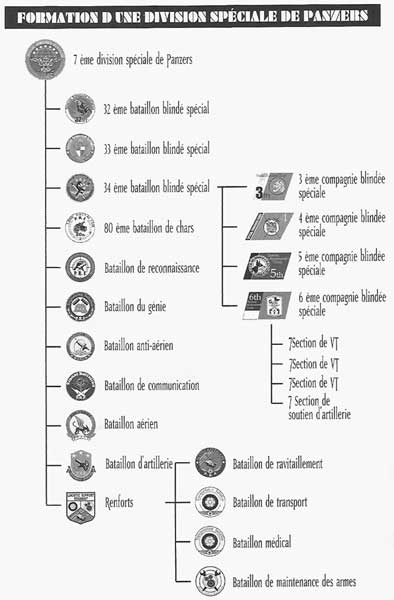 FORMATION D UNE DIVISION SPÉCIALE DE PANZERS
7 ème division spéciale de Panzers
32 ème bataillon blindé spécial
33 ème bataillon blindé spécial
34 ème bataillon blindé spécial
80 ème bataillon de chars
Bataillon de reconnaissance
Bataillon du génie
Bataillon anti-aérien
Bataillon de communication
Bataillon aérien
Bataillon d'artillerie
Renforts
3
3 ème compagnie blindée
spéciale
4 ème compagnie blindée
spéciale
5th
5 ème compagnie blindée
spéciale
6th
6 ème compagnie blindée
spéciale
7Section de VT
7Section de VT
7Section de VT
7 Section de
soutien d'artillerie
Bataillon de ravitaillement
Bataillon de transport
Bataillon médical
Bataillon de maintenance des armes